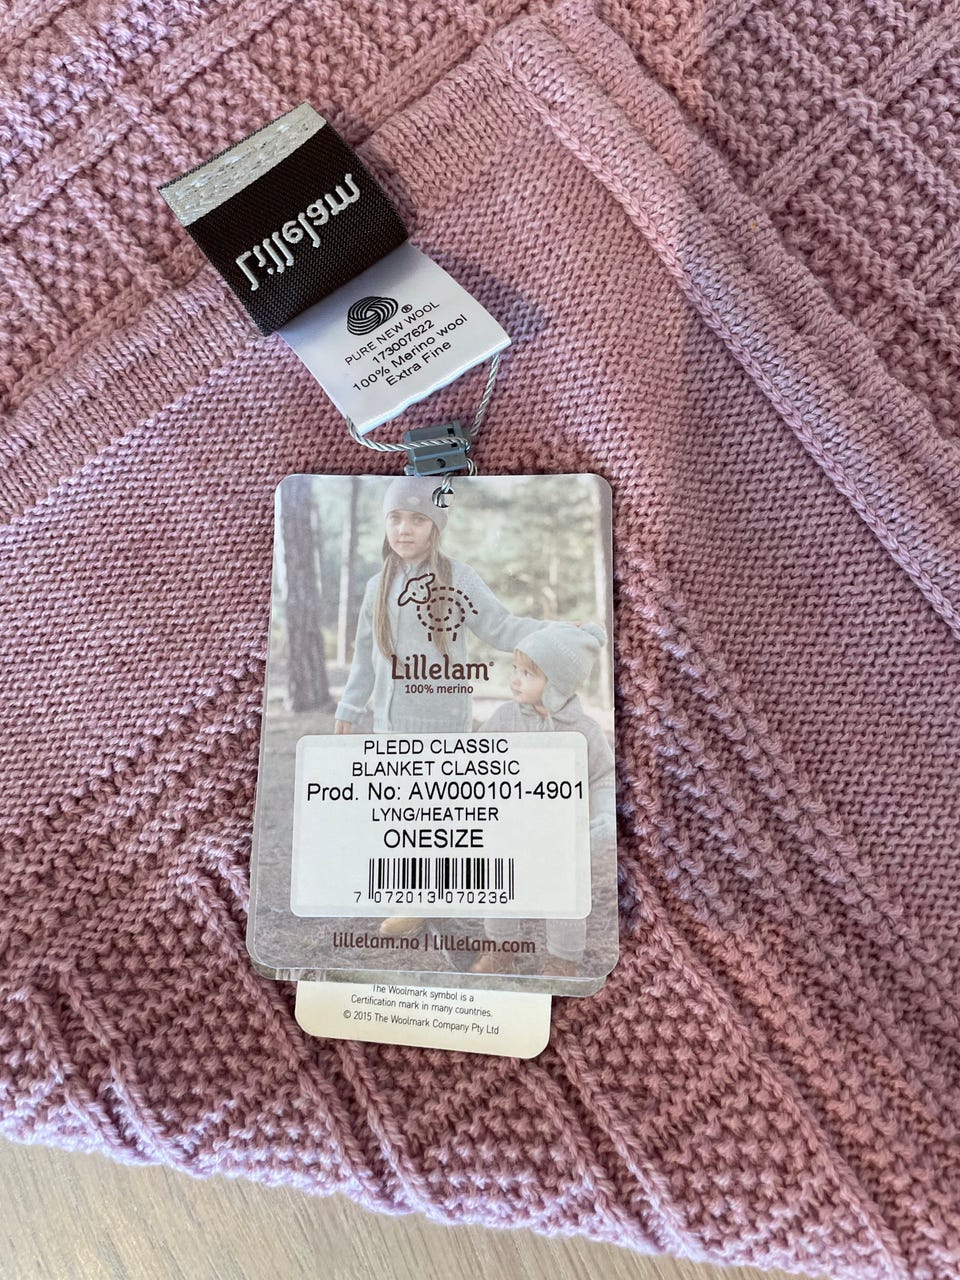 Lillelam
®
PURE NEW WOOL
173007622
100% Merino wool
Extra Fine
Lillelam®
100% merino
PLEDD CLASSIC
BLANKET CLASSIC
Prod. No: AW000101-4901
LYNG/HEATHER
ONESIZE
7 072013 070236
lillelam.no | lillelam.com
The Woolmark symbol is a
Certification mark in many countries.
© 2015 The Woolmark Company Pty Ltd